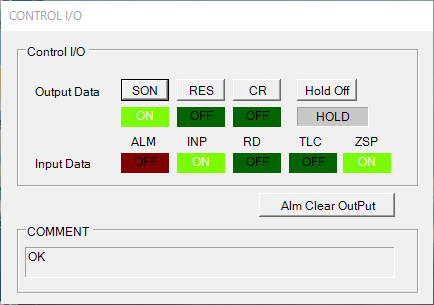 CONTROL I/O
Control I/O
Output Data SON RES CR Hold Off
ON OFF OFF HOLD
ALM INP RD TLC ZSP
Input Data OFF ON OFF OFF ON
Alm Clear OutPut
COMMENT
OK